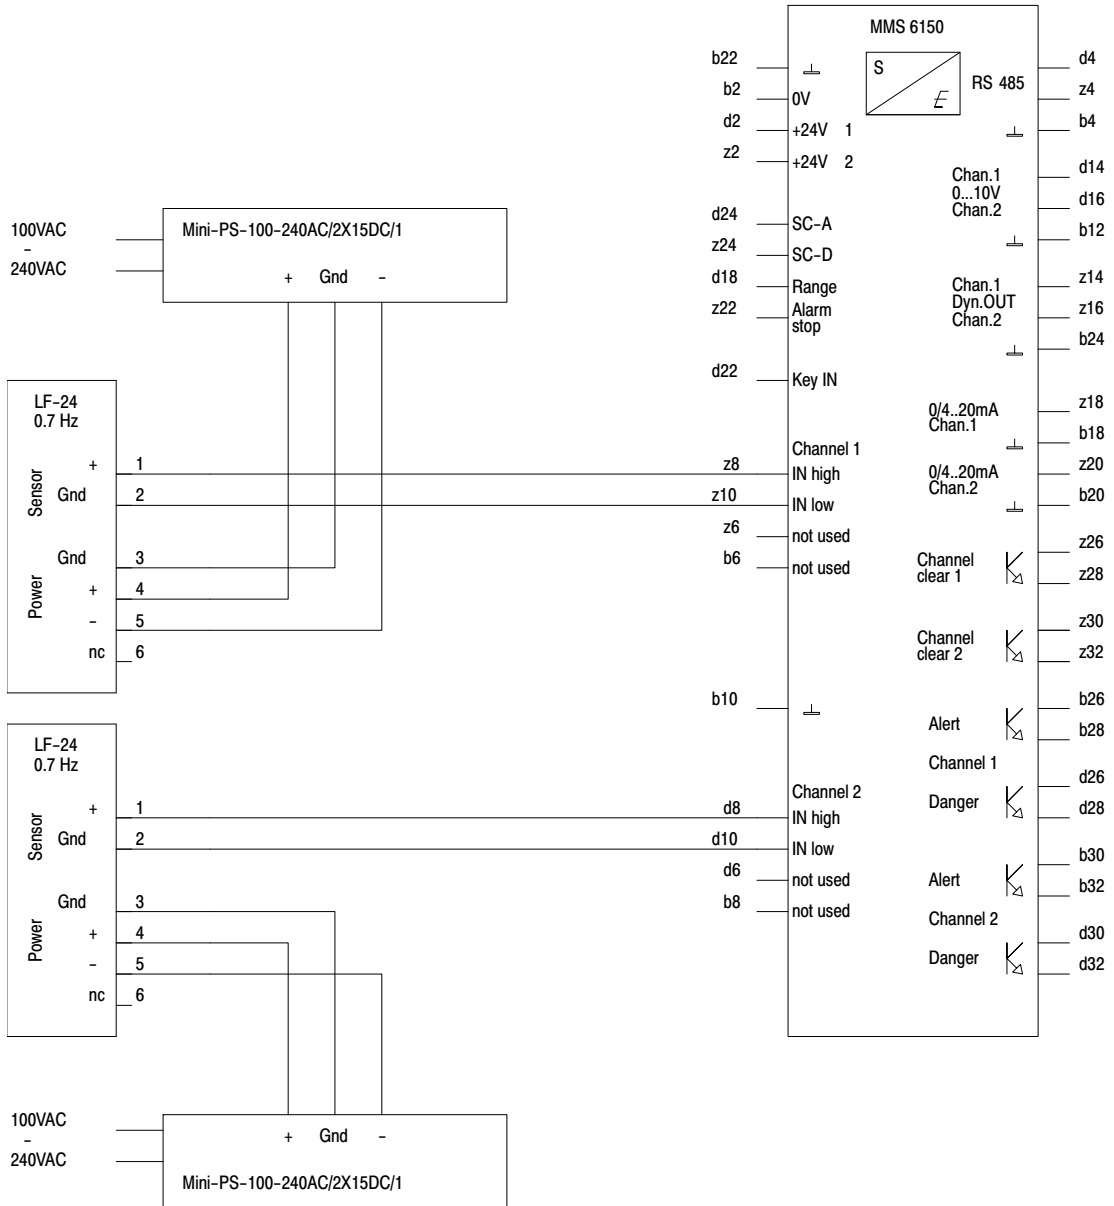 MMS 6150
b22
S
E
RS 485
d4
b2
0V
z4
d2
+24V 1
b4
z2
+24V 2
Chan.1
d14
0...10V
Chan.2
d16
b12
100VAC
-
240VAC
Mini-PS-100-240AC/2X15DC/1
+ Gnd -
d24
SC-A
z24
SC-D
d18
Range
z22
Alarm
stop
Chan.1
z14
Dyn.OUT
Chan.2
z16
b24
d22
Key IN
LF-24
0.7 Hz
0/4..20mA
Chan.1
z18
b18
Sensor
+ 1
Gnd 2
Channel 1
z8
IN high
z10
IN low
z6
not used
b6
not used
0/4..20mA
Chan.2
z20
b20
Power
Gnd 3
+ 4
- 5
nc 6
Channel
clear 1
z26
z28
Channel
clear 2
z30
z32
b10
Alert
b26
b28
Channel 1
Danger
d26
d28
LF-24
0.7 Hz
Sensor
+ 1
Gnd 2
Channel 2
d8
IN high
d10
IN low
d6
not used
b8
not used
Alert
b30
b32
Channel 2
Danger
d30
d32
Power
Gnd 3
+ 4
- 5
nc 6
100VAC
-
240VAC
+ Gnd -
Mini-PS-100-240AC/2X15DC/1